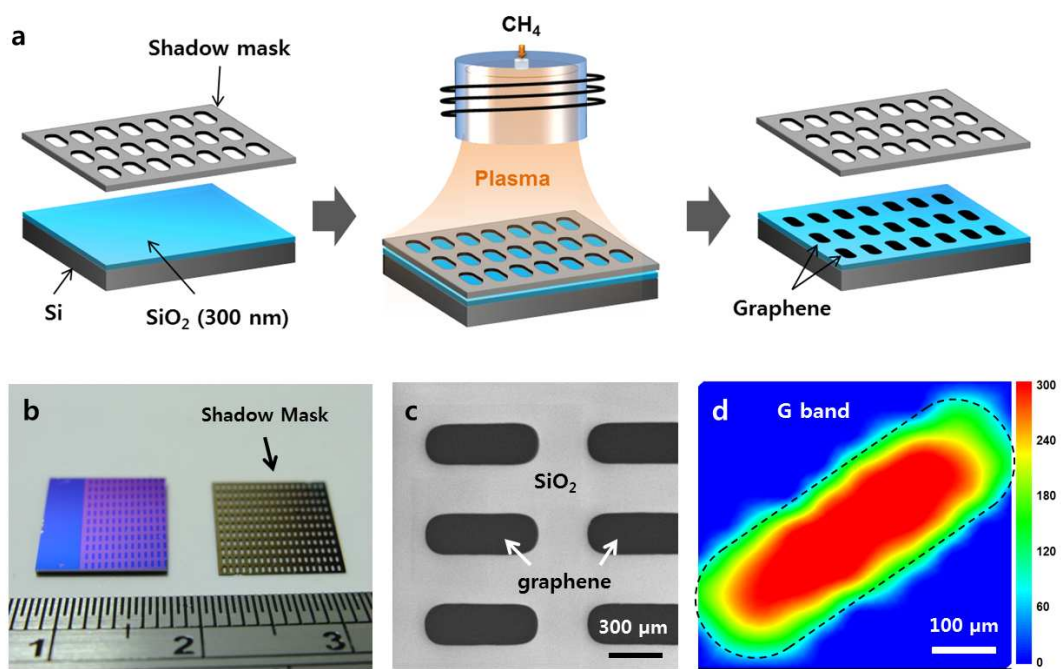 a
Shadow mask
Si
SiO₂ (300 nm)
CH₄
Plasma
Graphene
b
Shadow Mask
1 2 3
c
SiO₂
graphene
300 µm
d
G band
100 µm
300
240
180
120
60
0